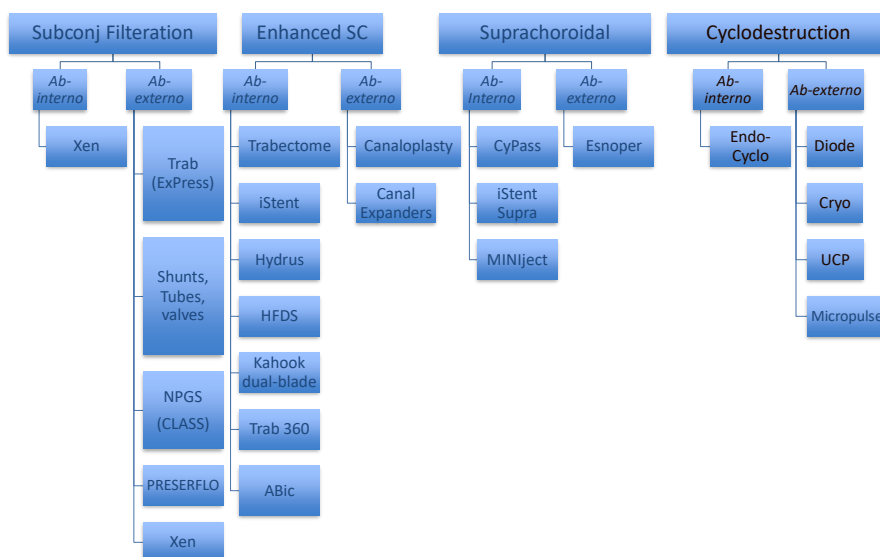 Subconj Filteration
Ab-
interno
Xen
Ab-
externo
Trab
(ExPress)
Shunts,
Tubes,
valves
NPGS
(CLASS)
PRESERFLO
Xen
Enhanced SC
Ab-
interno
Trabectome
iStent
Hydrus
HFDS
Kahook
dual-blade
Trab 360
ABic
Ab-
externo
Canaloplasty
Canal
Expanders
Suprachoroidal
Ab-
Interno
CyPass
iStent
Supra
MINIject
Ab-
externo
Esnoper
Cyclodestruction
Ab-
interno
Endo-
Cyclo
Ab-externo
Diode
Cryo
UCP
Micropulse